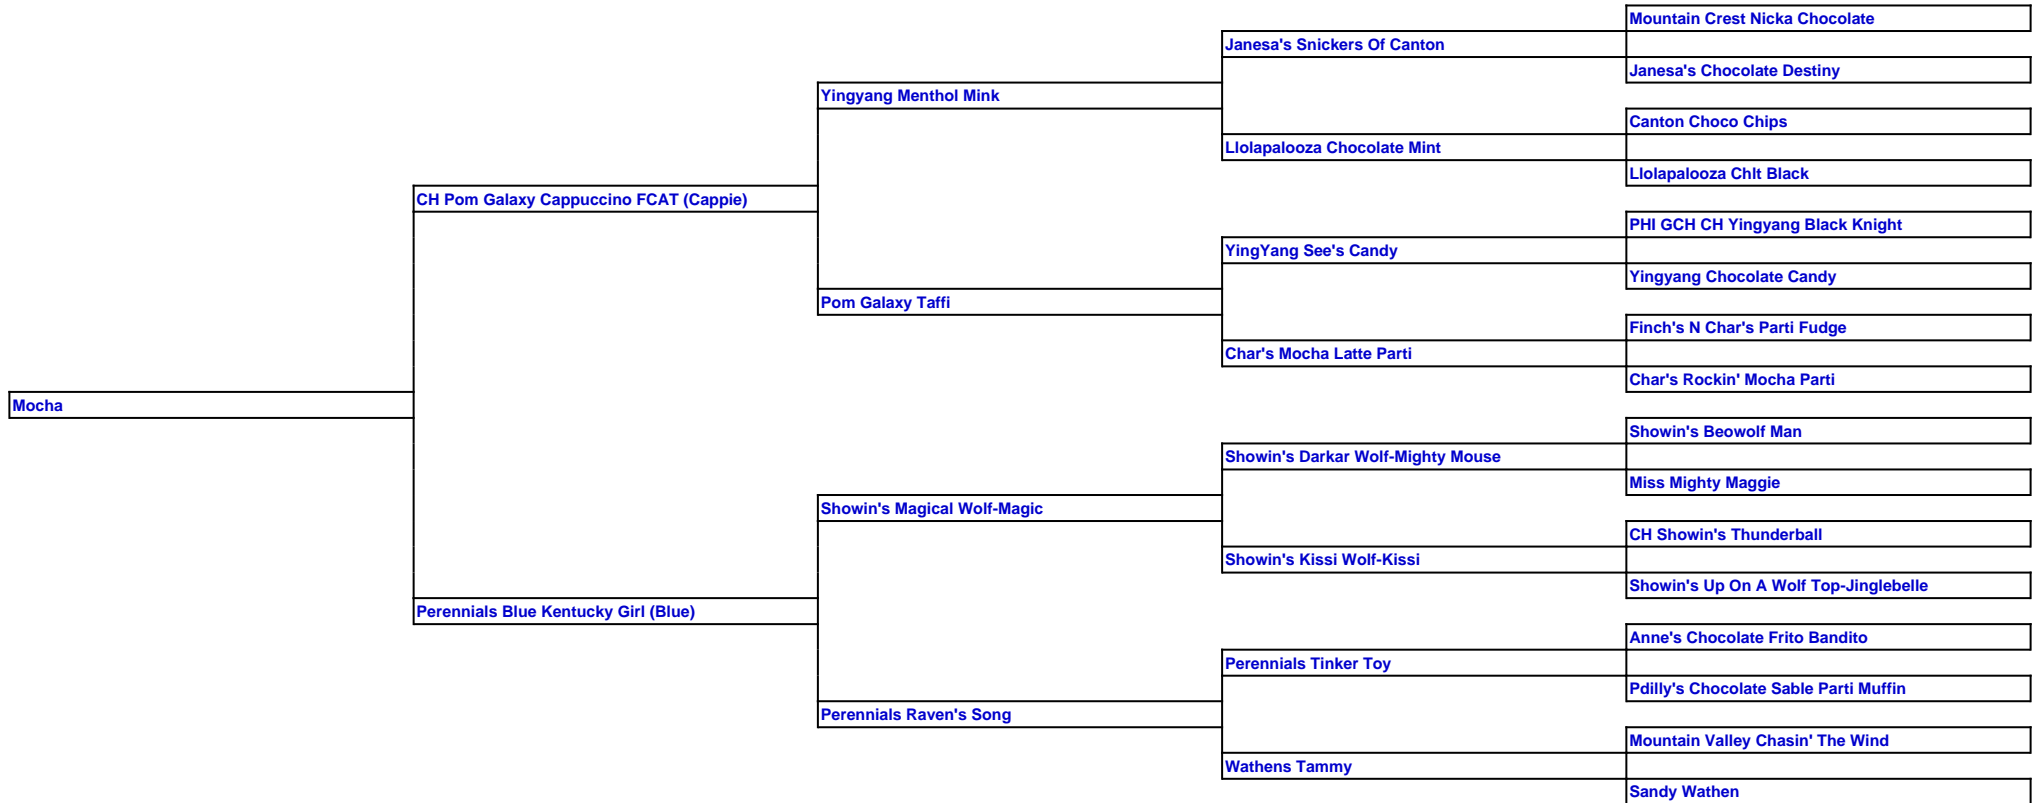 Mountain Crest Nicka Chocolate
Janesa's Snickers Of Canton
Janesa's Chocolate Destiny
Yingyang Menthol Mink
Canton Choco Chips
Llolapalooza Chocolate Mint
Llolapalooza Chlt Black
CH Pom Galaxy Cappuccino FCAT (Cappie)
PHI GCH CH Yingyang Black Knight
YingYang See's Candy
Yingyang Chocolate Candy
Pom Galaxy Taffi
Finch's N Char's Parti Fudge
Char's Mocha Latte Parti
Char's Rockin' Mocha Parti
Mocha
Showin's Beowolf Man
Showin's Darkar Wolf-Mighty Mouse
Miss Mighty Maggie
Showin's Magical Wolf-Magic
CH Showin's Thunderball
Showin's Kissi Wolf-Kissi
Showin's Up On A Wolf Top-Jinglebelle
Perennials Blue Kentucky Girl (Blue)
Anne's Chocolate Frito Bandito
Perennials Tinker Toy
Pdilly's Chocolate Sable Parti Muffin
Perennials Raven's Song
Mountain Valley Chasin' The Wind
Wathens Tammy
Sandy Wathen